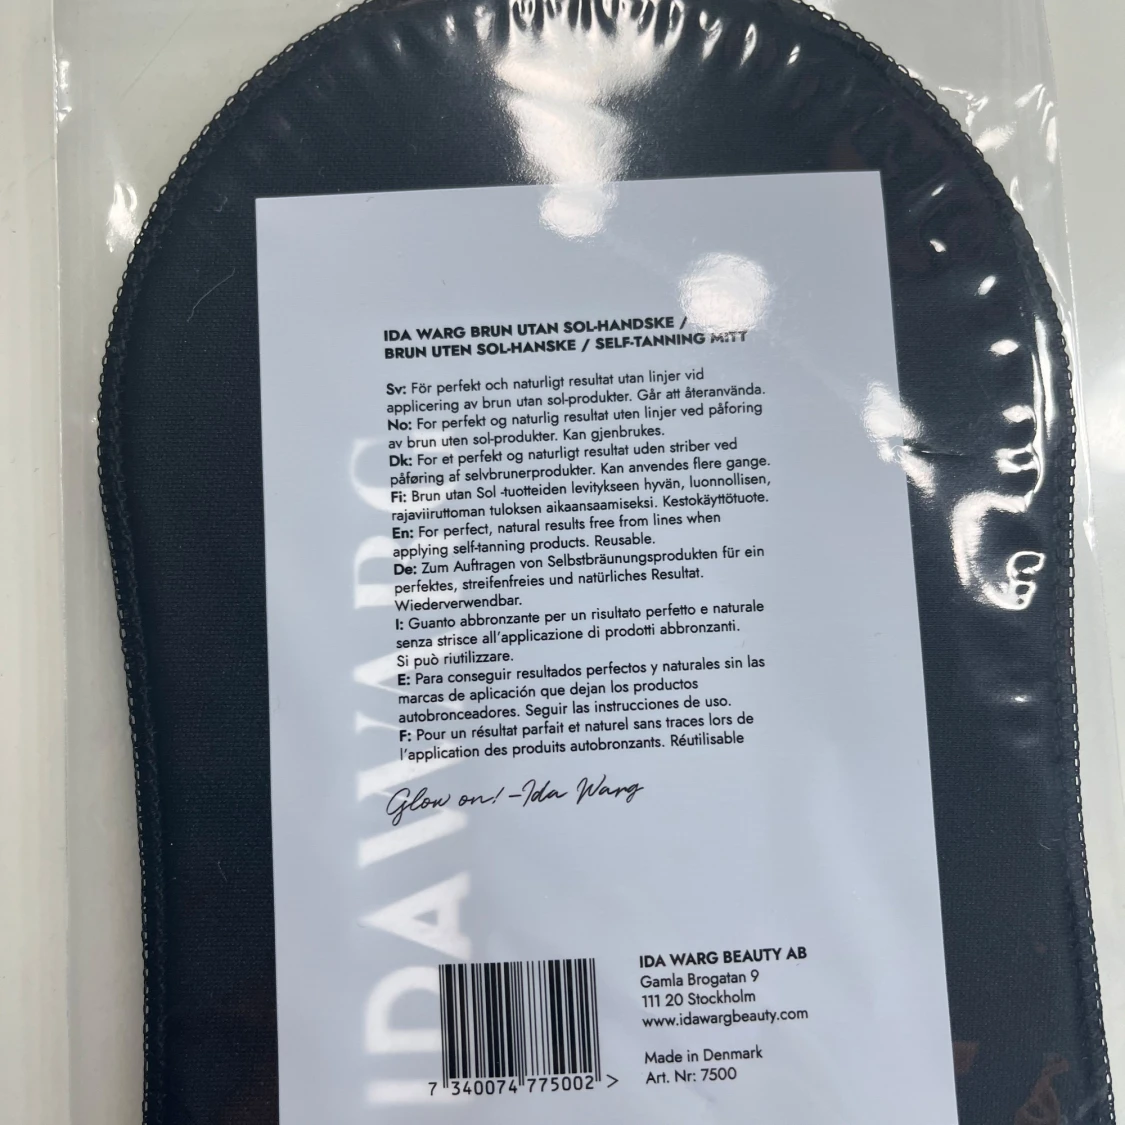 IDA WARG BRUN UTAN SOL-HANDSKE /
BRUN UTEN SOL-HANSKE / SELF-TANNING MITT
Sv: För perfekt och naturligt resultat utan linjer vid
applicering av brun utan sol-produkter. Går att återanvända.
No: For perfekt og naturlig resultat uten linjer ved påforing
av brun uten sol-produkter. Kan gjenbrukes.
Dk: For et perfekt og naturligt resultat uden striber ved
påføring af selvbrunerprodukter. Kan anvendes flere gange.
Fi: Brun utan Sol -tuotteiden levitykseen hyvän, luonnollisen,
rajaviiruttoman tuloksen aikaansaamiseksi. Kestokäyttötuote.
En: For perfect, natural results free from lines when
applying self-tanning products. Reusable.
De: Zum Auftragen von Selbstbräunungsprodukten für ein
perfektes, streifenfreies und natürliches Resultat.
Wiederverwendbar.
I: Guanto abbronzante per un risultato perfetto e naturale
senza strisce all'applicazione di prodotti abbronzanti.
Si può riutilizzare.
E: Para conseguir resultados perfectos y naturales sin las
marcas de aplicación que dejan los productos
autobronceadores. Seguir las instrucciones de uso.
F: Pour un résultat parfait et naturel sans traces lors de
l'application des produits autobronzants. Réutilisable
Glow on! -Ida Warg
IDA WARG
IDA WARG BEAUTY AB
Gamla Brogatan 9
111 20 Stockholm
www.idawargbeauty.com
Made in Denmark
Art. Nr: 7500
7 340074 775002 >